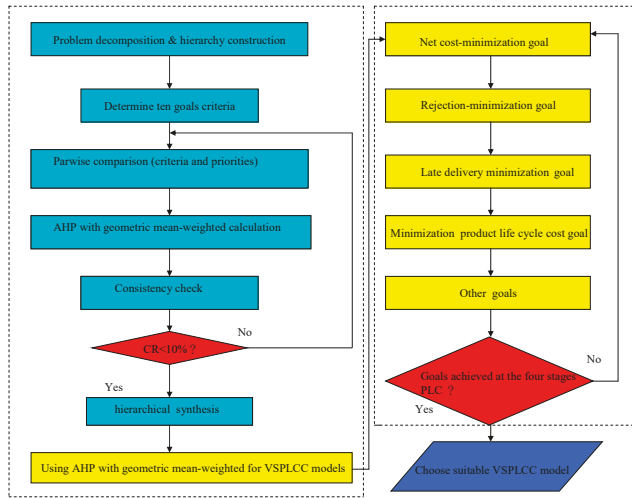 Problem decomposition & hierarchy construction
Determine ten goals criteria
Parwise comparison (criteria and priorities)
AHP with geometric mean-weighted calculation
Consistency check
No
CR<10%？
Yes
hierarchical synthesis
Using AHP with geometric mean-weighted for VSPLCC models
Net cost-minimization goal
Rejection-minimization goal
Late delivery minimization goal
Minimization product life cycle cost goal
Other goals
No
Goals achieved at the four stages
PLC ？
Yes
Choose suitable VSPLCC model